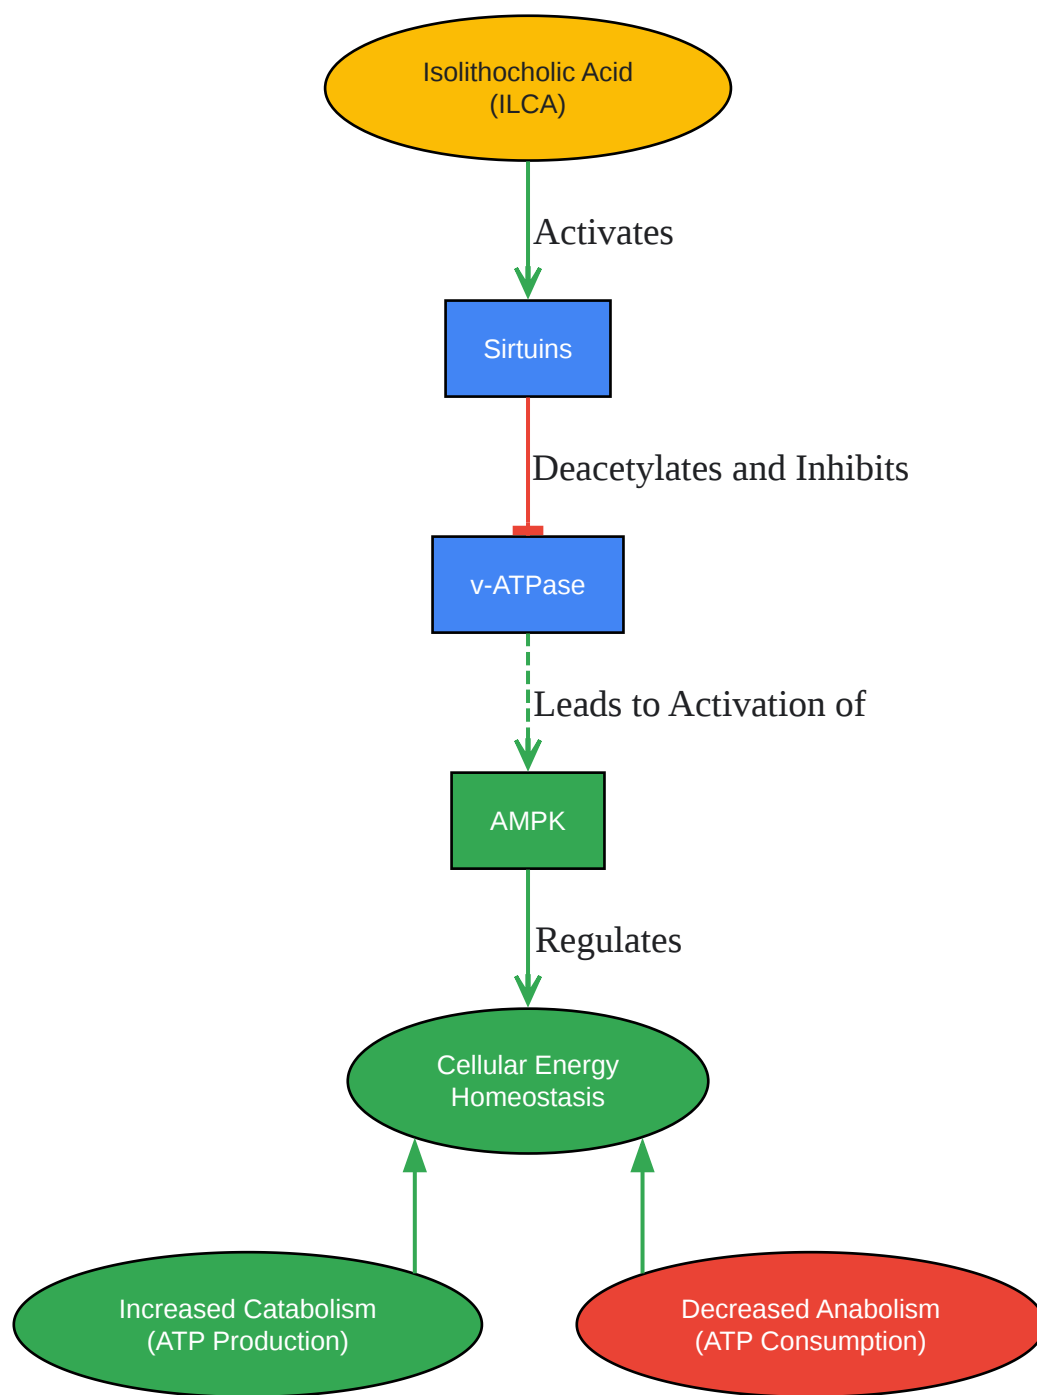 Isolithocholic Acid
(ILCA)
Activates
Sirtuins
Deacetylates and Inhibits
v-ATPase
Leads to Activation of
AMPK
Regulates
Cellular Energy
Homeostasis
Increased Catabolism
(ATP Production)
Decreased Anabolism
(ATP Consumption)